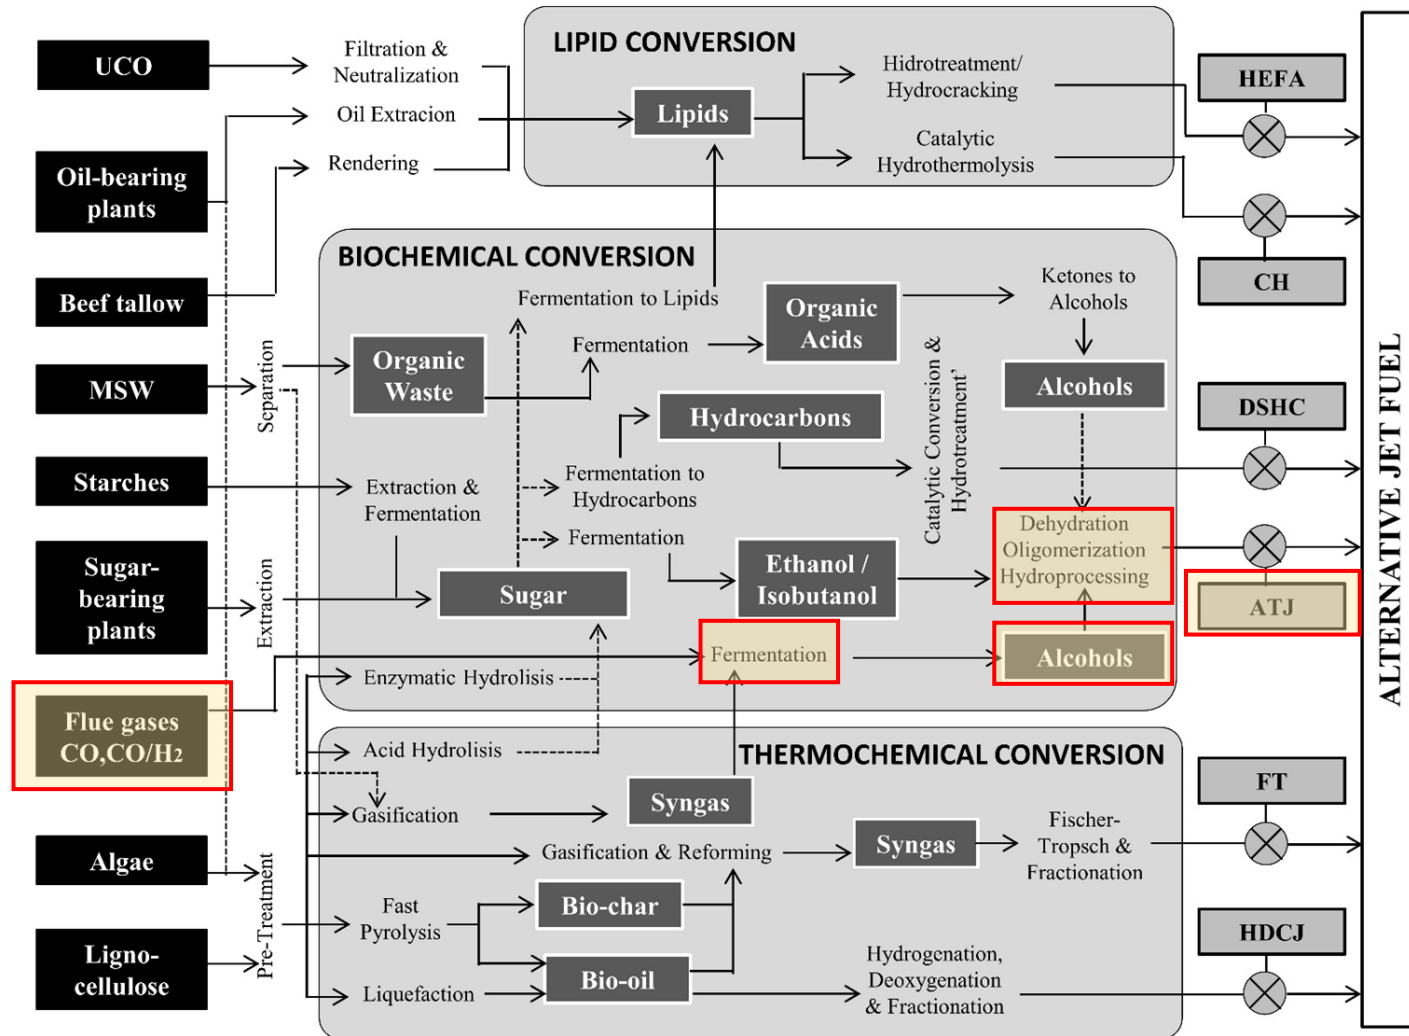 LIPID CONVERSION
UCO
Filtration &
Neutralization
Hidrotreatment/
Hydrocracking
HEFA
Oil Extracion
Lipids
Catalytic
Hydrothermolysis
Rendering
Oil-bearing
plants
BIOCHEMICAL CONVERSION
Beef tallow
Fermentation to Lipids
Organic
Acids
Ketones to
Alcohols
CH
Separation
MSW
Organic
Waste
Fermentation
Alcohols
Hydrocarbons
Catalytic Conversion &
Hydrotreatment’
DSHC
Starches
Extraction &
Fermentation
Fermentation to
Hydrocarbons
Fermentation
Dehydration
Oligomerization
Hydroprocessing
Sugar-
bearing
plants
Extraction
Sugar
Ethanol /
Isobutanol
ATJ
Fermentation
Alcohols
Enzymatic Hydrolisis
Flue gases
CO,CO/H2
Acid Hydrolisis
THERMOCHEMICAL CONVERSION
Gasification
Syngas
FT
Algae
Gasification & Reforming
Syngas
Fischer-
Tropsch &
Fractionation
Pre-Treatment
Fast
Pyrolysis
Bio-char
HDCJ
Ligno-
cellulose
Liquefaction
Bio-oil
Hydrogenation,
Deoxygenation
& Fractionation
ALTERNATIVE JET FUEL